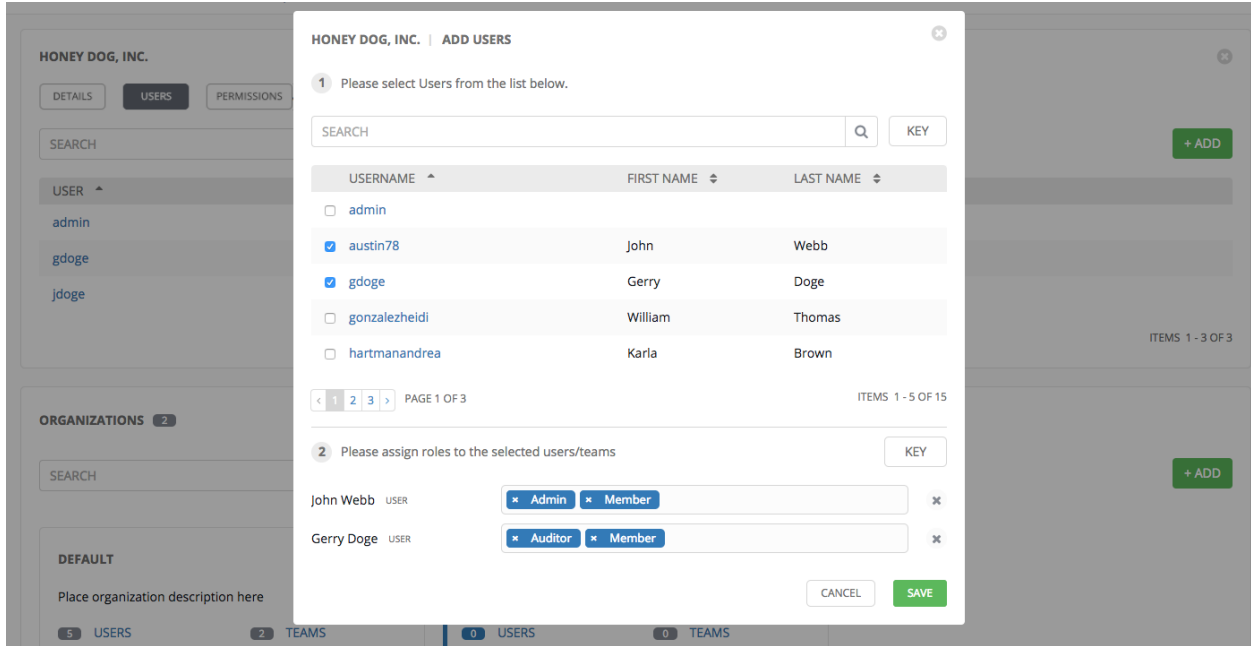 HONEY DOG, INC.
DETAILS
USERS
PERMISSIONS
SEARCH
+ ADD
USER
admin
gdoge
jdoge
ITEMS 1 - 3 OF 3
HONEY DOG, INC. | ADD USERS
1 Please select Users from the list below.
SEARCH
KEY
USERNAME FIRST NAME LAST NAME
admin
austin78 John Webb
gdoge Gerry Doge
gonzalezheidi William Thomas
hartmanandrea Karla Brown
< 1 2 3 > PAGE 1 OF 3 ITEMS 1 - 5 OF 15
2 Please assign roles to the selected users/teams KEY
John Webb USER × Admin × Member ×
Gerry Doge USER × Auditor × Member ×
CANCEL SAVE
ORGANIZATIONS 2
SEARCH
+ ADD
DEFAULT
Place organization description here
5 USERS 2 TEAMS 0 USERS 0 TEAMS